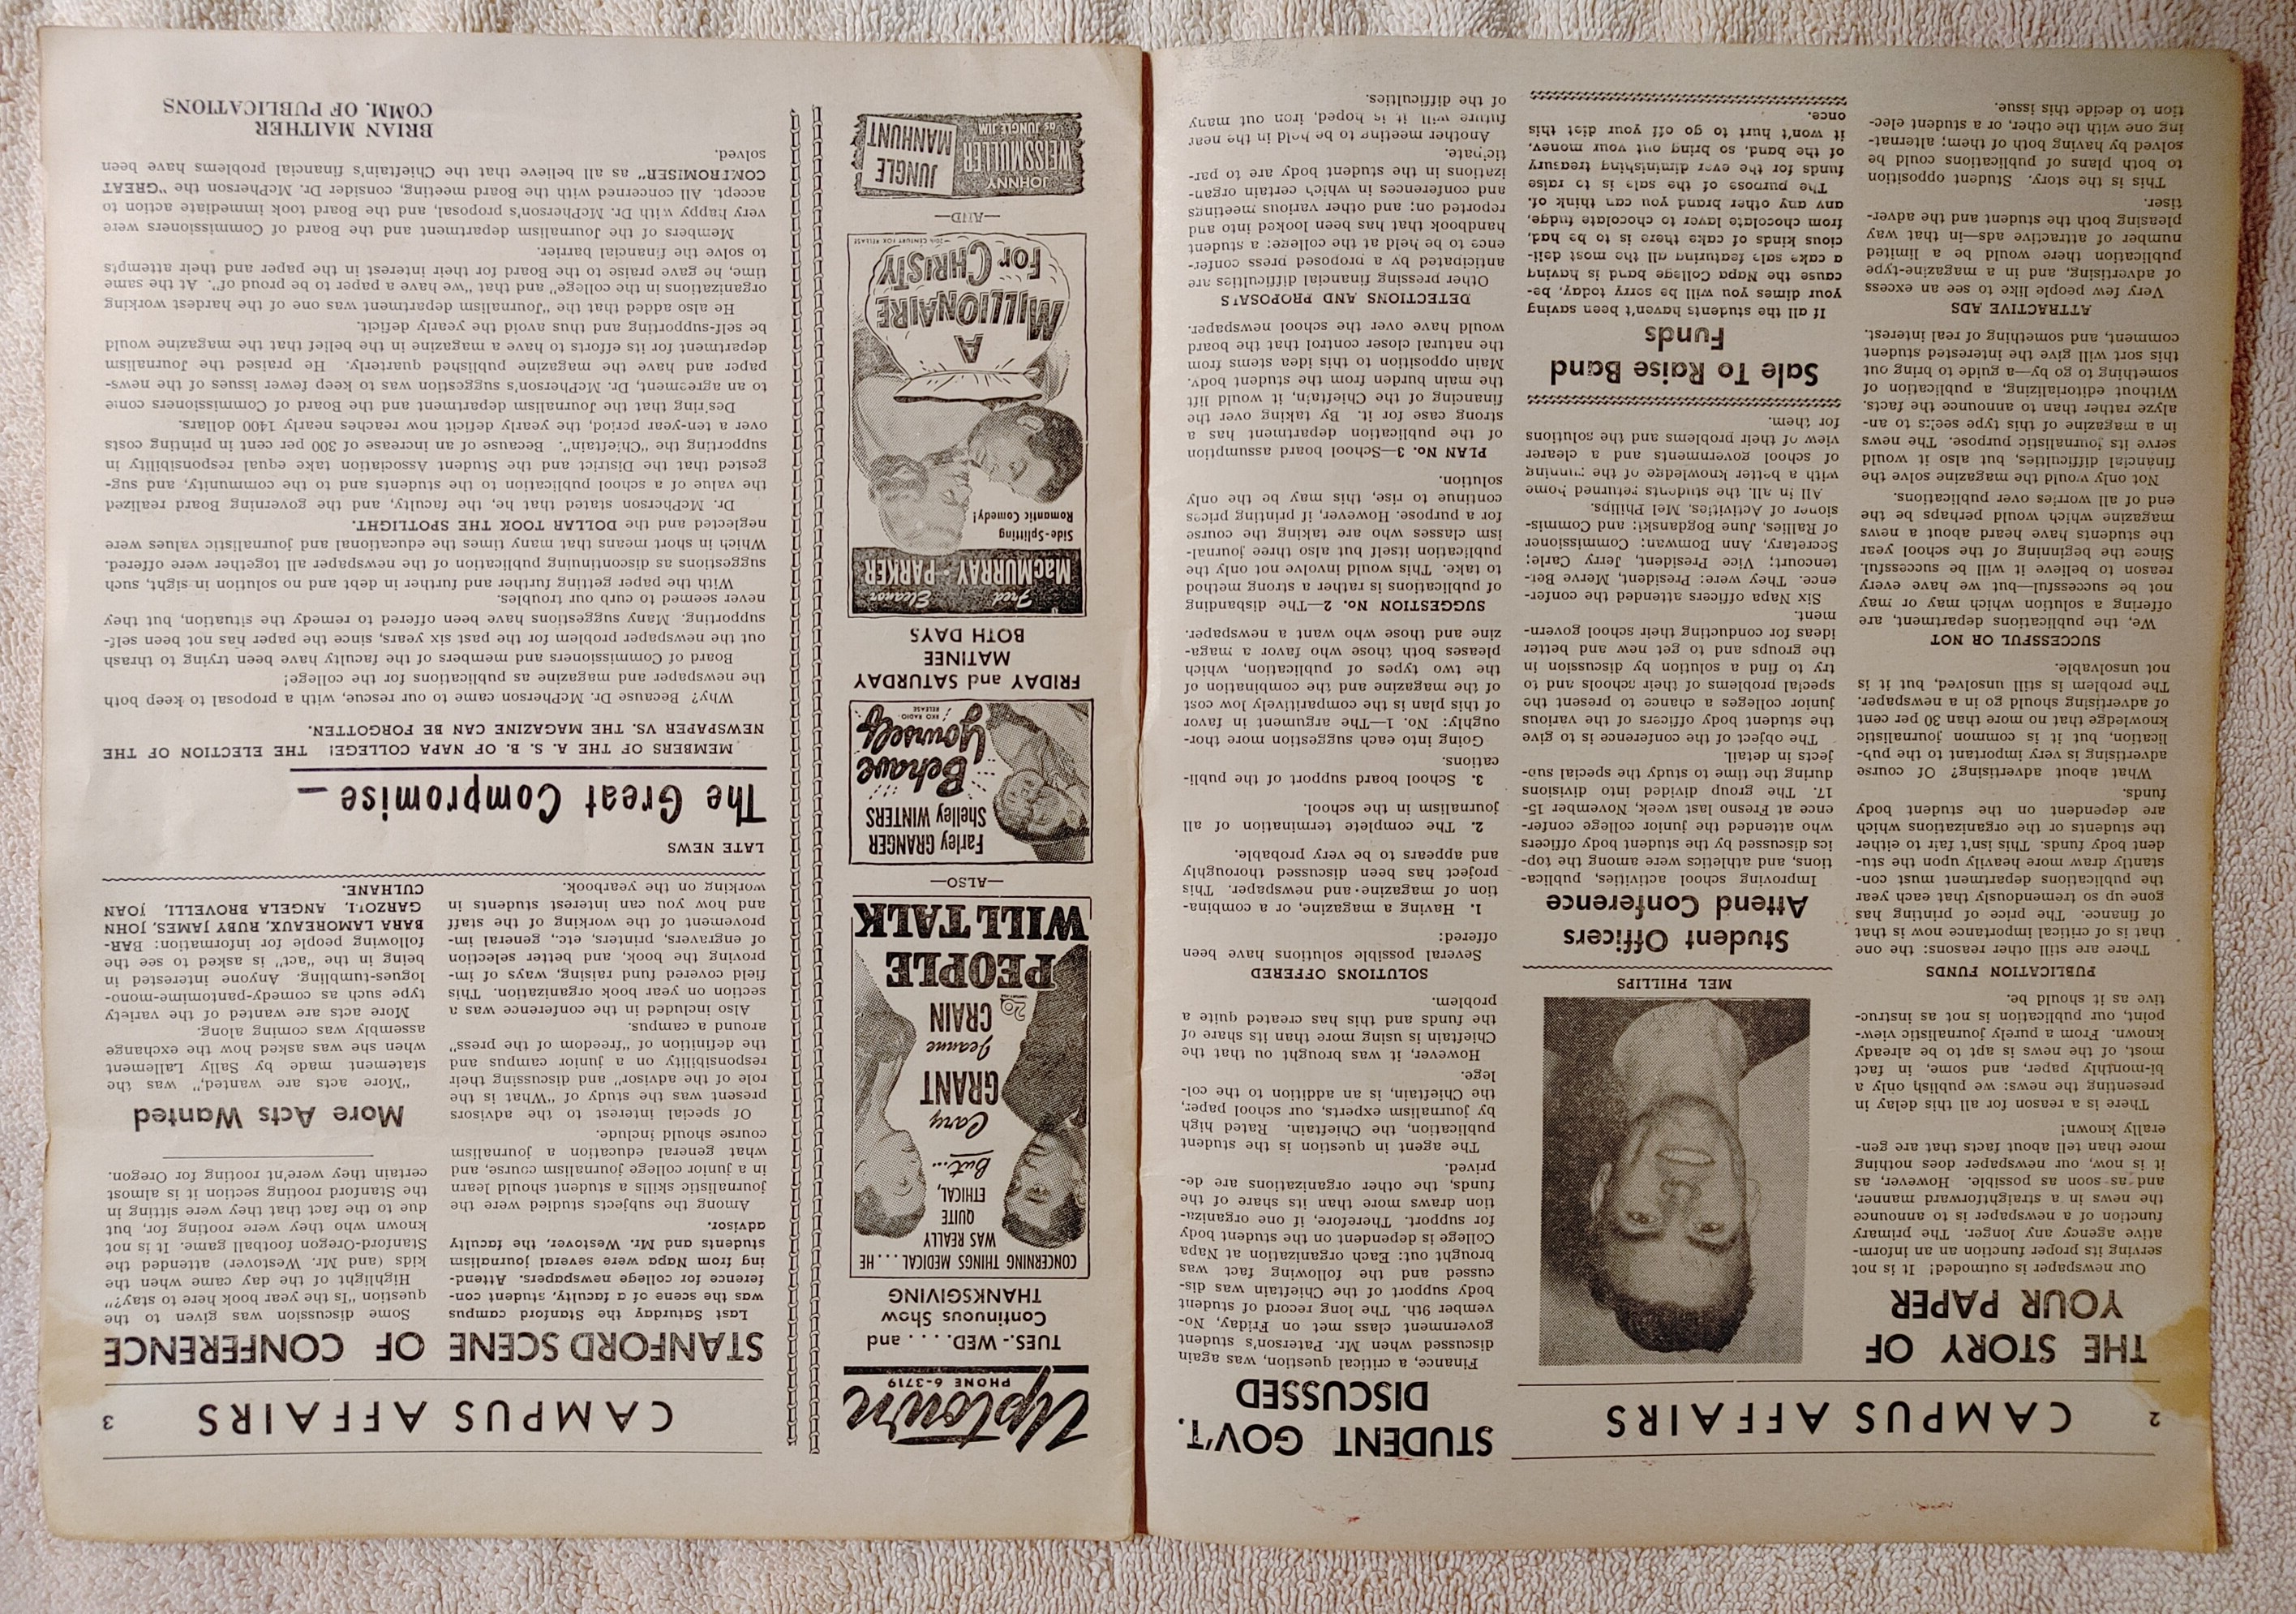 2
CAMPUS AFFAIRS
THE STORY OF
YOUR PAPER
Our newspaper is outmoded! It is not
serving its proper function an an inform-
ative agency any longer. The primary
function of a newspaper is to announce
the news in a straightforward manner,
and as soon as possible. However, as
it is now, our newspaper does nothing
more than tell about facts that are gen-
erally known!
There is a reason for all this delay in
presenting the news: we publish only a
bi-monthly paper, and some, in fact
most, of the news is apt to be already
known. From a purely journalistic view-
point, our publication is not as instruc-
tive as it should be.
PUBLICATION FUNDS
There are still other reasons: the one
that is of critical importance now is that
of finance. The price of printing has
gone up so tremendously that each year
the publications department must con-
stantly draw more heavily upon the stu-
dent body funds. This isn't fair to either
the students or the organizations which
are dependent on the student body
funds.
What about advertising? Of course
advertising is very important to the pub-
lication, but it is common journalistic
knowledge that no more than 30 per cent
of advertising should go in a newspaper.
The problem is still unsolved, but it is
not unsolvable.
SUCCESSFUL OR NOT
We, the publications department, are
offering a solution which may or may
not be successful—but we have every
reason to believe it will be successful.
Since the beginning of the school year
the students have heard about a news
magazine which would perhaps be the
end of all worries over publications.
Not only would the magazine solve the
financial difficulties, but also it would
serve its journalistic purpose. The news
in a magazine of this type seeks to an-
alyze rather than to announce the facts.
Without editorializing, a publication of
something to go by—a guide to bring out
this sort will give the interested student
comment, and something of real interest.
ATTRACTIVE ADS
Very few people like to see an excess
of advertising, and in a magazine-type
publication there would be a limited
number of attractive ads—in that way
pleasing both the student and the adver-
tiser.
This is the story. Student opposition
to both plans of publications could be
solved by having both of them; alternat-
ing one with the other, or a student elec-
tion to decide this issue.
MEL PHILLIPS
Student Officers
Attend Conference
Improving school activities, publica-
tions, and athletics were among the top-
ics discussed by the student body officers
who attended the junior college confer-
ence at Fresno last week, November 15-
17. The group divided into divisions
during the time to study the special sub-
jects in detail.
The object of the conference is to give
the student body officers of the various
junior colleges a chance to present the
special problems of their schools and to
try to find a solution by discussion in
the groups and to get new and better
ideas for conducting their school govern-
ment.
Six Napa officers attended the confer-
ence. They were: President, Merve Bet-
tencourt; Vice President, Jerry Carle;
Secretary, Ann Bomwan; Commissioner
of Rallies, June Bogdanski; and Commis-
sioner of Activities, Mel Phillips.
All in all, the students returned home
with a better knowledge of the running
of school governments and a clearer
view of their problems and the solutions
for them.
Sale To Raise Band
Funds
If all the students haven't been saving
your dimes you will be sorry today, be-
cause the Napa College band is having
a cake sale featuring all the most deli-
cious kinds of cake there is to be had,
from chocolate layer to chocolate fudge,
any any other brand you can think of.
The purpose of the sale is to raise
funds for the ever diminishing treasury
of the band, so bring out your money,
it won't hurt to go off your diet this
once.
STUDENT GOV'T.
DISCUSSED
Finance, a critical question, was again
discussed when Mr. Paterson's student
government class met on Friday, No-
vember 9th. The long record of student
body support of the Chieftain was dis-
cussed and the following fact was
brought out: Each organization at Napa
College is dependent on the student body
for support. Therefore, if one organiza-
tion draws more than its share of the
funds, the other organizations are de-
prived.
The agent in question is the student
publication, the Chieftain. Rated high
by journalism experts, our school paper,
the Chieftain, is an addition to the col-
lege.
However, it was brought ou that the
Chieftain is using more than its share of
the funds and this has created quite a
problem.
SOLUTIONS OFFERED
Several possible solutions have been
offered:
1. Having a magazine, or a combina-
tion of magazine and newspaper. This
project has been discussed thoroughly
and appears to be very probable.
2. The complete termination of all
journalism in the school.
3. School board support of the publi-
cations.
Going into each suggestion more thor-
oughly: No. 1—The argument in favor
of this plan is the comparitively low cost
of the magazine and the combination of
the two types of publication, which
pleases both those who favor a maga-
zine and those who want a newspaper.
SUGGESTION No. 2—The disbanding
of publications is rather a strong method
to take. This would involve not only the
publication itself but also three journal-
ism classes who are taking the course
for a purpose. However, if printing prices
continue to rise, this may be the only
solution.
PLAN No. 3—School board assumption
of the publication department has a
strong case for it. By taking over the
financing of the Chieftain, it would lift
the main burden from the student body.
Main opposition to this idea stems from
the natural closer control that the board
would have over the school newspaper.
DETECTIONS AND PROPOSALS
Other pressing financial difficulties are
anticipated by a proposed press confer-
ence to be held at the college; a student
handbook that has been looked into and
reported on; and other various meetings
and conferences in which certain organ-
izations in the student body are to par-
ticipate.
Another meeting to be held in the near
future will it is hoped, iron out many
of the difficulties.
Uptown
PHONE 6-3719
TUES.- WED. . . . . and
Continuous Show
THANKSGIVING
CONCERNING THINGS MEDICAL . . . . HE
WAS REALLY
QUITE
ETHICAL,
But...
Cary
GRANT
Jeanne
CRAIN
20th
PEOPLE
WILL TALK
—ALSO—
Farley GRANGER
Shelley WINTERS
Behave
Yourself
RKO RADIO
RELEASE
FRIDAY and SATURDAY
MATINEE
BOTH DAYS
Fred Eleanor
MacMURRAY - PARKER
Side-Splitting
Romantic Comedy!
A
MILLIONAIRE
FOR CHRISTY
20th CENTURY FOX RELEASE
—AND—
JOHNNY
WEISSMULLER
as JUNGLE JIM
JUNGLE
MANHUNT
CAMPUS AFFAIRS
3
STANFORD SCENE OF CONFERENCE
Last Saturday the Stanford campus
was the scene of a faculty, student con-
ference for college newspapers. Attend-
ing from Napa were several journalism
students and Mr. Westover, the faculty
advisor.
Among the subjects studied were the
journalistic skills a student should learn
in a junior college journalism course, and
what general education a journalism
course should include.
Of special interest to the advisors
present was the study of "What is the
role of the advisor" and discussing their
responsibility on a junior campus and
the definition of "freedom of the press"
around a campus.
Also included in the conference was a
section on year book organization. This
field covered fund raising, ways of im-
proving the book, and better selection
of engravers, printers, etc., general im-
provement of the working of the staff
and how you can interest students in
working on the yearbook.
Some discussion was given to the
question "Is the year book here to stay?"
Highlight of the day came when the
kids (and Mr. Westover) attended the
Stanford-Oregon football game. It is not
known who they were rooting for, but
due to the fact that they were sitting in
the Stanford rooting section it is almost
certain they were'nt rooting for Oregon.
More Acts Wanted
"More acts are wanted," was the
statement made by Sally Lallement
when she was asked how the exchange
assembly was coming along.
More acts are wanted of the variety
type such as comedy-pantomime-mono-
logues-tumbling. Anyone interested in
being in the "act" is asked to see the
following people for information: BAR-
BARA LAMOREAUX, RUBY JAMES, JOHN
GARZOLI, ANGELA BROVELLI, JOAN
CULHANE.
LATE NEWS
The Great Compromise —
MEMBERS OF THE A. S. B. OF NAPA COLLEGE! THE ELECTION OF THE
NEWSPAPER VS. THE MAGAZINE CAN BE FORGOTTEN.
Why? Because Dr. McPherson came to our rescue, with a proposal to keep both
the newspaper and magazine as publications for the college!
Board of Commissioners and members of the faculty have been trying to thrash
out the newspaper problem for the past six years, since the paper has not been self-
supporting. Many suggestions have been offered to remedy the situation, but they
never seemed to curb our troubles.
With the paper getting further and further in debt and no solution in sight, such
suggestions as discontinuing publication of the newspaper all together were offered.
Which in short means that many times the educational and journalistic values were
neglected and the DOLLAR TOOK THE SPOTLIGHT.
Dr. McPherson stated that he, the faculty, and the governing Board realized
the value of a school publication to the students and to the community, and sug-
gested that the District and the Student Association take equal responsibility in
supporting the "Chieftain". Because of an increase of 300 per cent in printing costs
over a ten-year period, the yearly deficit now reaches nearly 1400 dollars.
Desiring that the Journalism department and the Board of Commissioners come
to an agreement, Dr. McPherson's suggestion was to keep fewer issues of the news-
paper and have the magazine published quarterly. He praised the Journalism
department for its efforts to have a magazine in the belief that the magazine would
be self-supporting and thus avoid the yearly deficit.
He also added that the "Journalism department was one of the hardest working
organizations in the college" and that "we have a paper to be proud of". At the same
time, he gave praise to the Board for their interest in the paper and their attempts
to solve the financial barrier.
Members of the Journalism department and the Board of Commissioners were
very happy with Dr. McPherson's proposal, and the Board took immediate action to
accept. All concerned with the Board meeting, consider Dr. McPherson the "GREAT
COMPROMISER" as all believe that the Chieftain's financial problems have been
solved.
BRIAN MAITHER
COMM. OF PUBLICATIONS